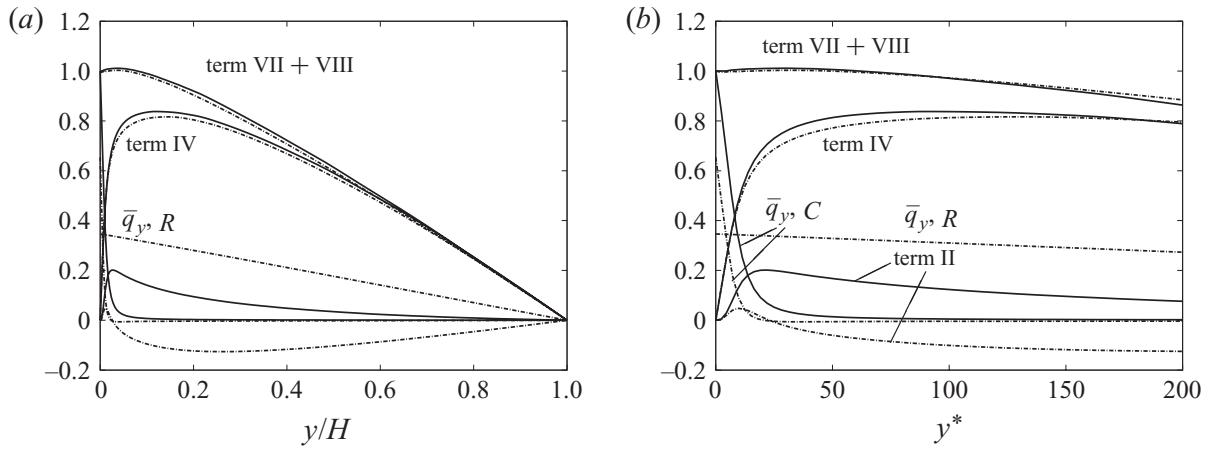 (a)
1.2
1.0
0.8
0.6
0.4
0.2
0
–0.2
term VII + VIII
term IV
q̅y, R
0 0.2 0.4 0.6 0.8 1.0
y/H
(b)
1.2
1.0
0.8
0.6
0.4
0.2
0
–0.2
term VII + VIII
term IV
q̅y, C
q̅y, R
term II
0 50 100 150 200
y*